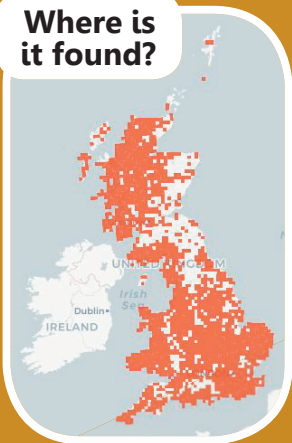 Where is
it found?
UNITED KINGDOM
Irish
Sea
Dublin
IRELAND